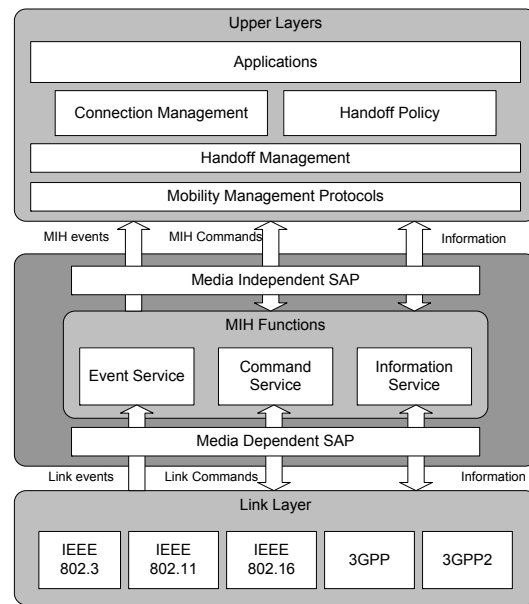 Upper Layers
Applications
Connection Management
Handoff Policy
Handoff Management
Mobility Management Protocols
MIH events
MIH Commands
Information
Media Independent SAP
MIH Functions
Event Service
Command
Service
Information
Service
Media Dependent SAP
Link events
Link Commands
Information
Link Layer
IEEE
802.3
IEEE
802.11
IEEE
802.16
3GPP
3GPP2